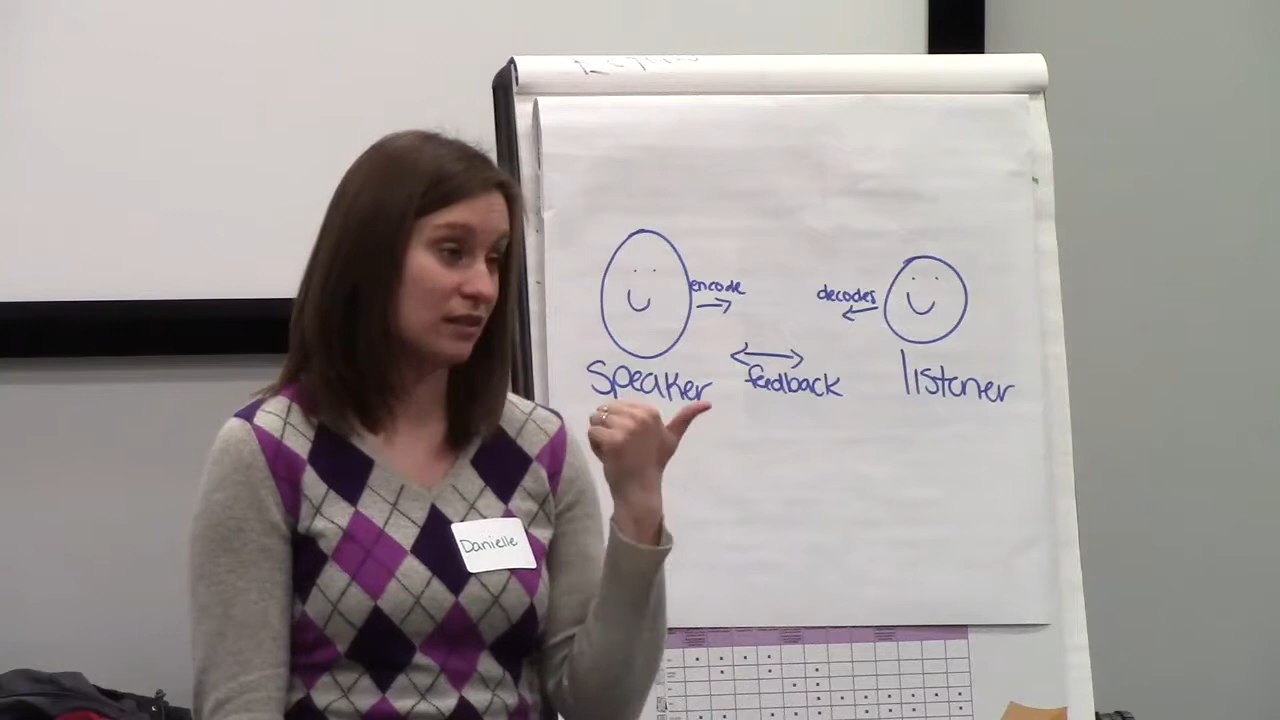 encode
decodes
speaker
feedback
listener
Danielle